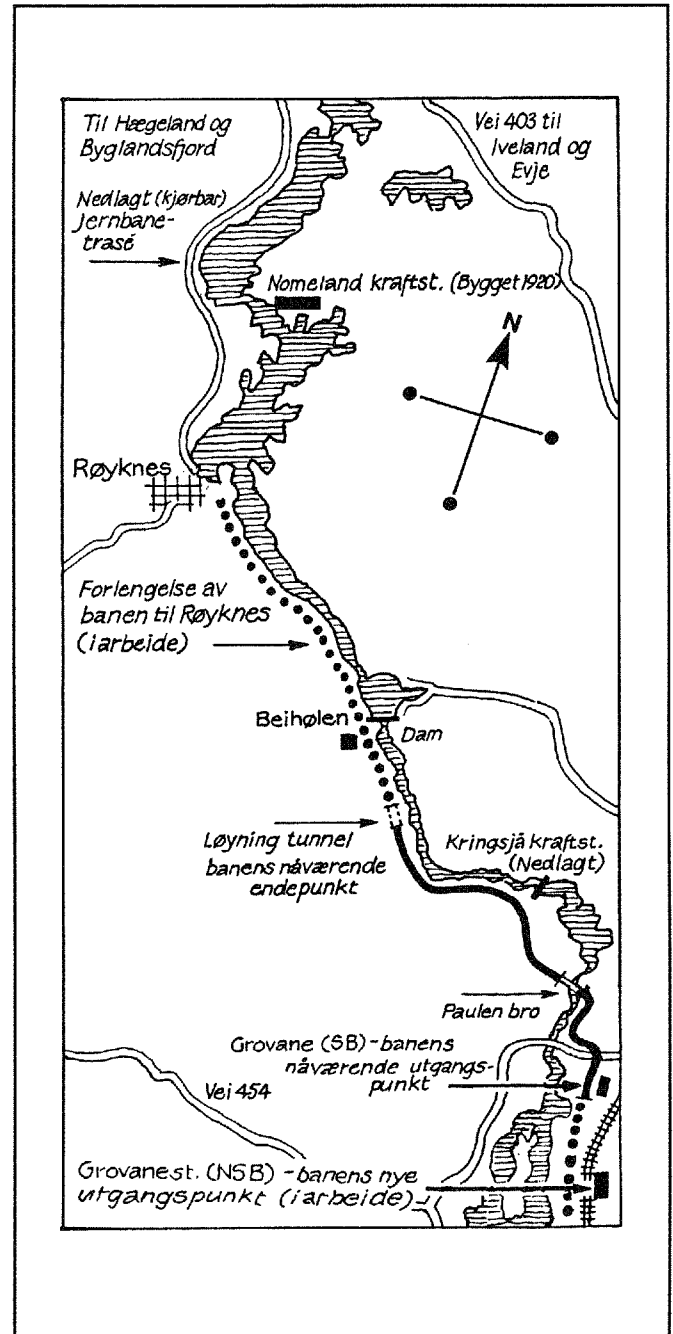 Til Hægeland og
Byglandsfjord
Vei 403 til
Iveland og
Evje
Nedlagt (kjørbar)
jernbane-
trasé
Nomeland kraftst. (Bygget 1920)
N
Røyknes
Forlengelse av
banen til Røyknes
(i arbeide)
Beihølen
Dam
Løyning tunnel
banens nåværende
endepunkt
Kringsjå kraftst.
(Nedlagt)
Paulen bro
Grovane (SB) - banens
nåværende utgangs-
punkt
Vei 454
Grovane st. (NSB) - banens nye
utgangspunkt (i arbeide)